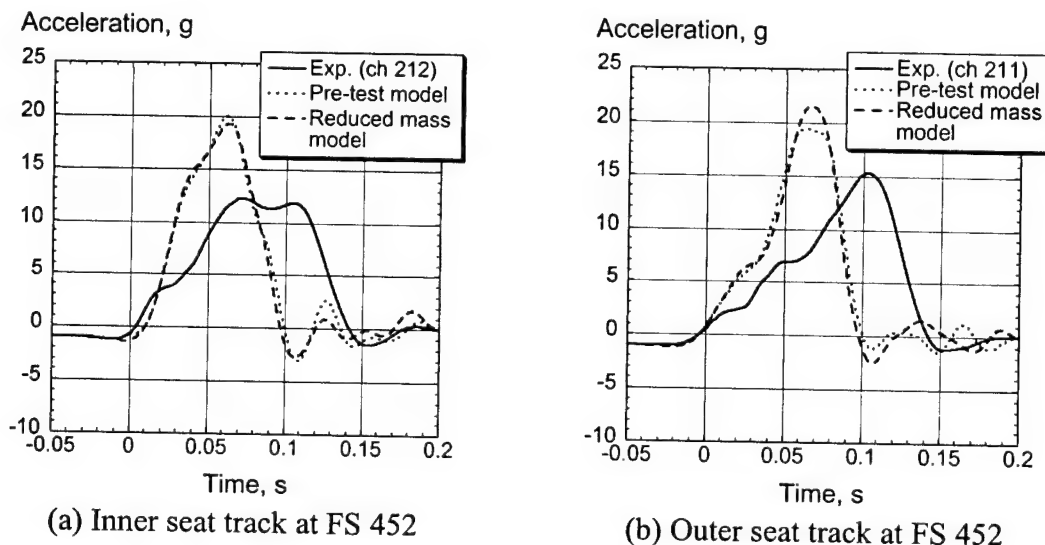 Acceleration, g
25
20
15
10
5
0
-5
-10
-0.05
0
0.05
0.1
0.15
0.2
Exp. (ch 212)
Pre-test model
Reduced mass
model
Time, s
(a) Inner seat track at FS 452
Acceleration, g
25
20
15
10
5
0
-5
-10
-0.05
0
0.05
0.1
0.15
0.2
Exp. (ch 211)
Pre-test model
Reduced mass
model
Time, s
(b) Outer seat track at FS 452